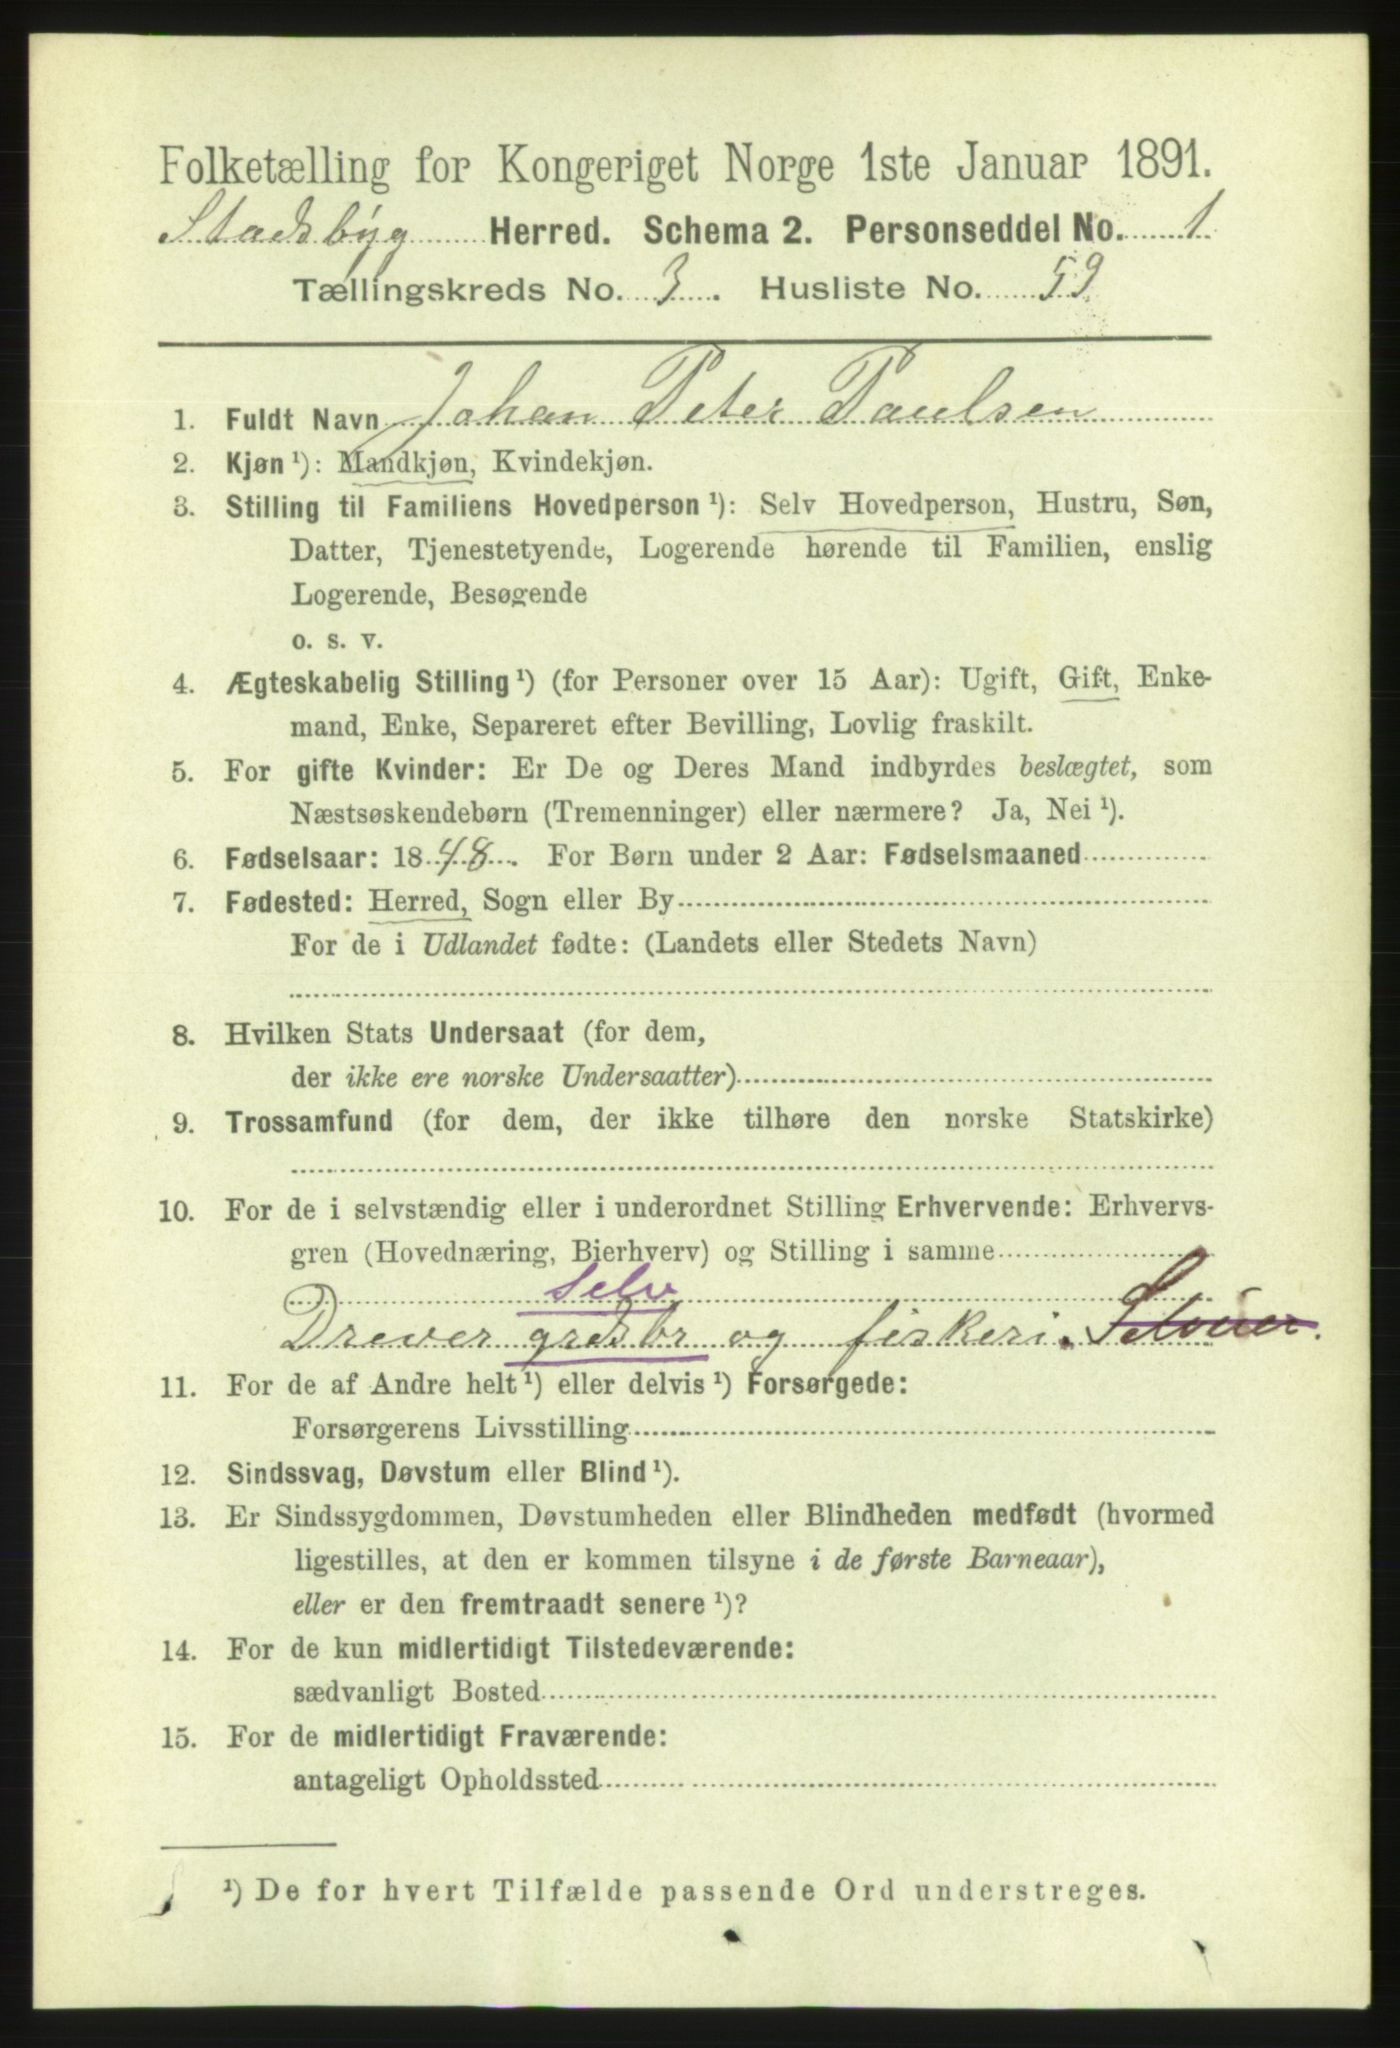 Folketælling for Kongeriget Norge 1ste Januar 1891.
Stadsbyg Herred. Schema 2. Personseddel No. 1
Tællingskreds No. 3. Husliste No. 59
1. Fuldt Navn Johan Peter Paulsen
2. Kjøn ¹): Mandkjøn, Kvindekjøn.
3. Stilling til Familiens Hovedperson ¹): Selv Hovedperson, Hustru, Søn,
Datter, Tjenestetyende, Logerende hørende til Familien, enslig
Logerende, Besøgende
o. s. v.
4. Ægteskabelig Stilling ¹) (for Personer over 15 Aar): Ugift, Gift, Enke-
mand, Enke, Separeret efter Bevilling, Lovlig fraskilt.
5. For gifte Kvinder: Er De og Deres Mand indbyrdes beslægtet, som
Næstsøskendebørn (Tremenninger) eller nærmere? Ja, Nei ¹).
6. Fødselsaar: 1848. For Børn under 2 Aar: Fødselsmaaned
7. Fødested: Herred, Sogn eller By
For de i Udlandet fødte: (Landets eller Stedets Navn)
8. Hvilken Stats Undersaat (for dem,
der ikke ere norske Undersaatter)
9. Trossamfund (for dem, der ikke tilhøre den norske Statskirke)
10. For de i selvstændig eller i underordnet Stilling Erhvervende: Erhvervs-
gren (Hovednæring, Bierhverv) og Stilling i samme
Selv
Drever grdsbr og fiskeri. Selveier.
11. For de af Andre helt ¹) eller delvis ¹) Forsørgede:
Forsørgerens Livsstilling
12. Sindssvag, Døvstum eller Blind ¹).
13. Er Sindssygdommen, Døvstumheden eller Blindheden medfødt (hvormed
ligestilles, at den er kommen tilsyne i de første Barneaar),
eller er den fremtraadt senere ¹)?
14. For de kun midlertidigt Tilstedeværende:
sædvanligt Bosted
15. For de midlertidigt Fraværende:
antageligt Opholdssted
¹) De for hvert Tilfælde passende Ord understreges.